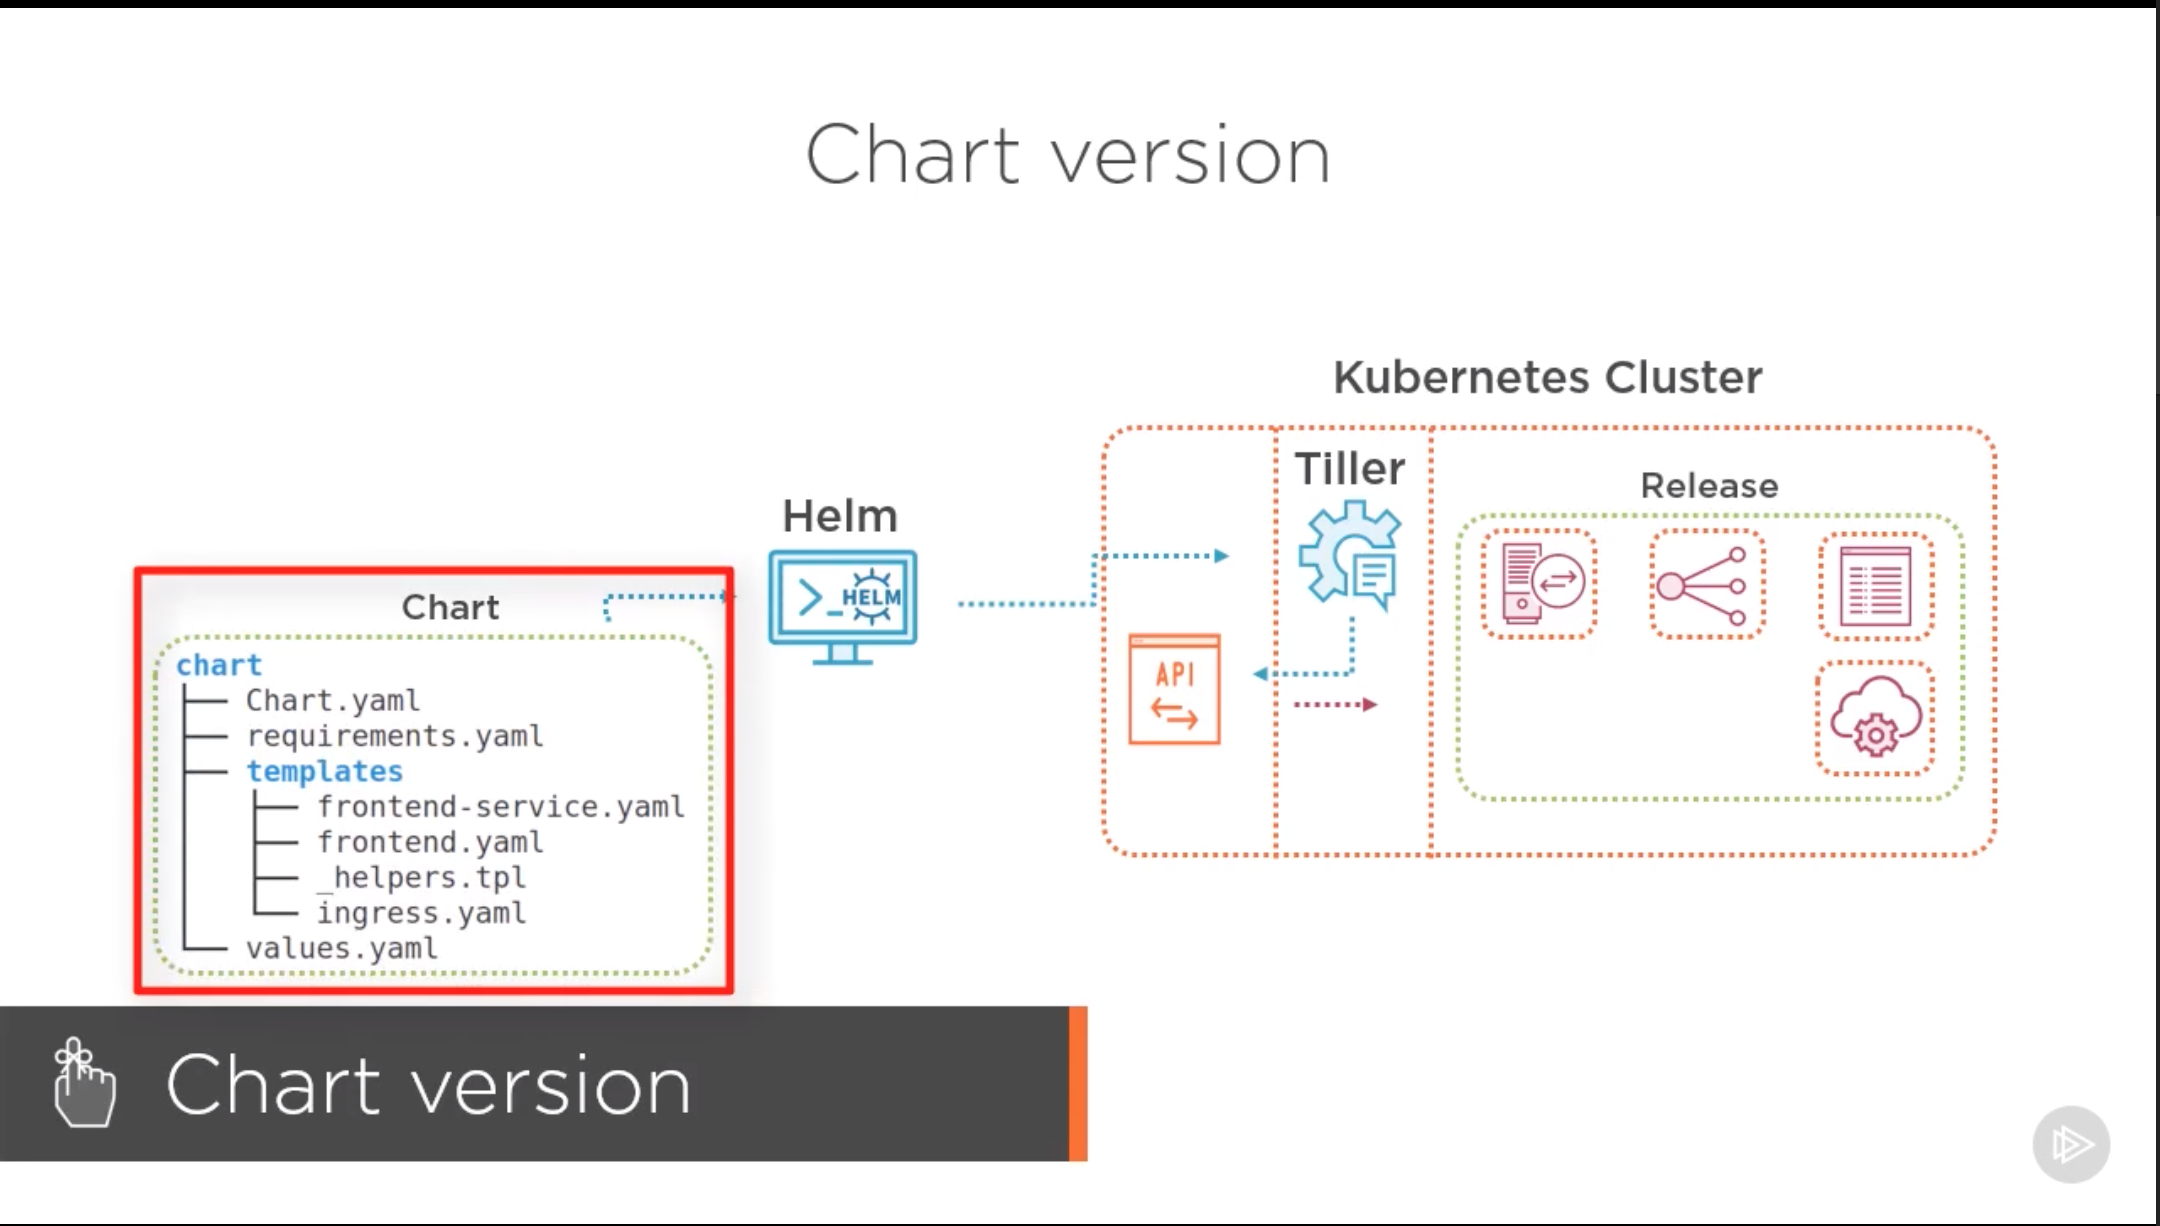 Chart version
Kubernetes Cluster
Tiller
Release
Helm
>_ HELM
API
Chart
chart
Chart.yaml
requirements.yaml
templates
frontend-service.yaml
frontend.yaml
_helpers.tpl
ingress.yaml
values.yaml
Chart version